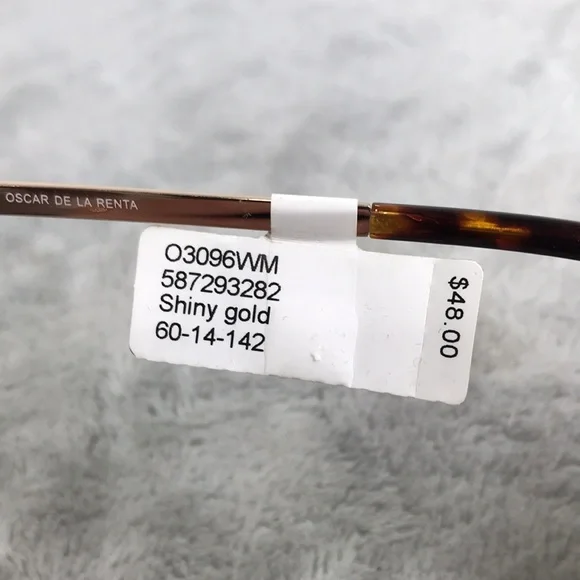 OSCAR DE LA RENTA
O3096WM
587293282
Shiny gold
60-14-142
$48.00